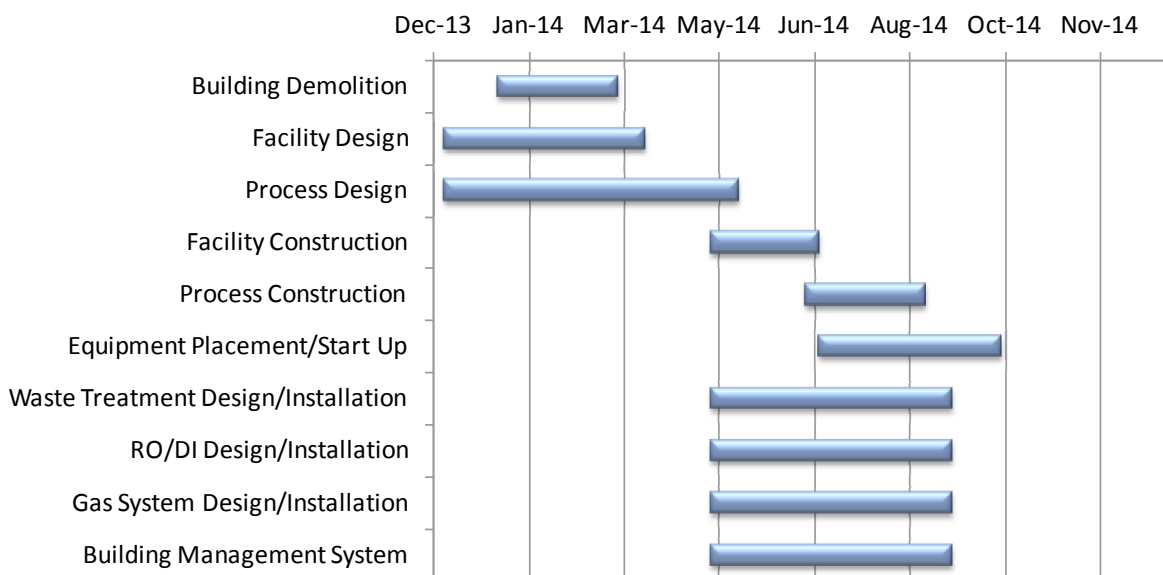 Dec-13 Jan-14 Mar-14 May-14 Jun-14 Aug-14 Oct-14 Nov-14
Building Demolition
Facility Design
Process Design
Facility Construction
Process Construction
Equipment Placement/Start Up
Waste Treatment Design/Installation
RO/DI Design/Installation
Gas System Design/Installation
Building Management System